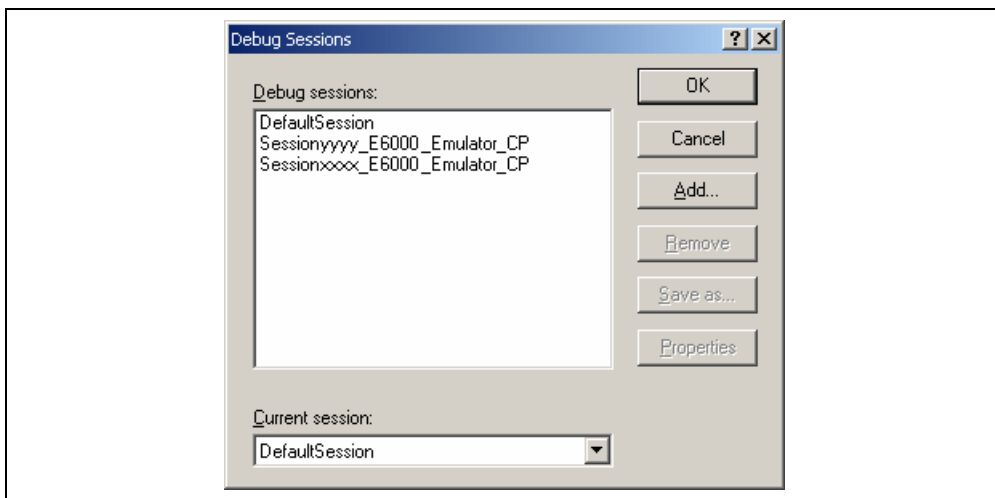 Debug Sessions
Debug sessions:
DefaultSession
Sessionyyyy_E6000_Emulator_CP
Sessionxxxx_E6000_Emulator_CP
OK
Cancel
Add...
Remove
Save as...
Properties
Current session:
DefaultSession